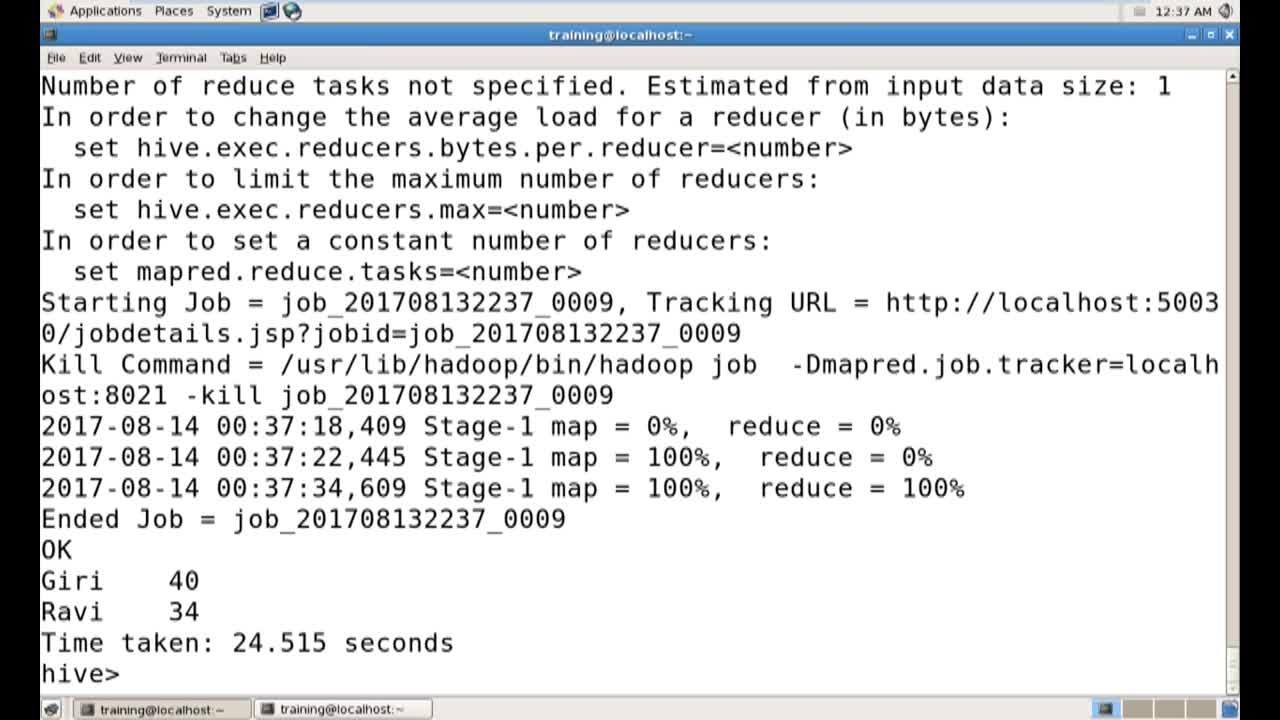 Applications Places System 12:37 AM
training@localhost:~
File Edit View Terminal Tabs Help
Number of reduce tasks not specified. Estimated from input data size: 1
In order to change the average load for a reducer (in bytes):
  set hive.exec.reducers.bytes.per.reducer=<number>
In order to limit the maximum number of reducers:
  set hive.exec.reducers.max=<number>
In order to set a constant number of reducers:
  set mapred.reduce.tasks=<number>
Starting Job = job_201708132237_0009, Tracking URL = http://localhost:5003
0/jobdetails.jsp?jobid=job_201708132237_0009
Kill Command = /usr/lib/hadoop/bin/hadoop job  -Dmapred.job.tracker=localh
ost:8021 -kill job_201708132237_0009
2017-08-14 00:37:18,409 Stage-1 map = 0%,  reduce = 0%
2017-08-14 00:37:22,445 Stage-1 map = 100%,  reduce = 0%
2017-08-14 00:37:34,609 Stage-1 map = 100%,  reduce = 100%
Ended Job = job_201708132237_0009
OK
Giri    40
Ravi    34
Time taken: 24.515 seconds
hive>
training@localhost:~ training@localhost:~